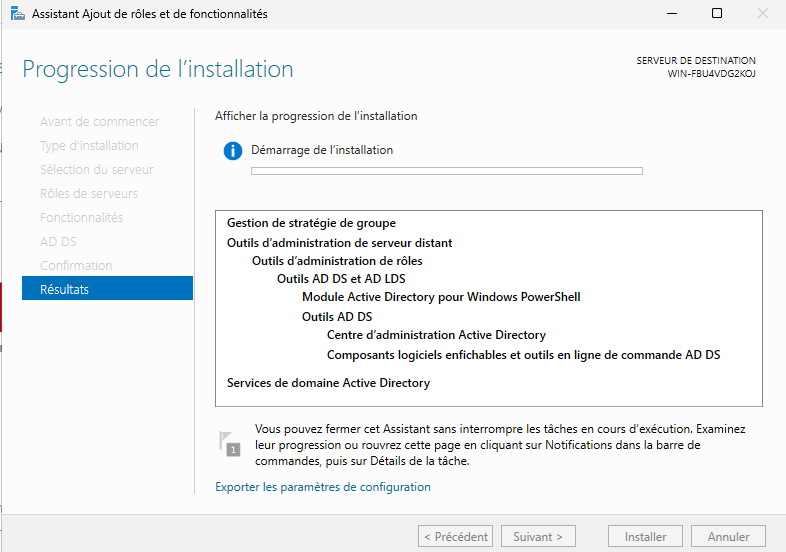 Assistant Ajout de rôles et de fonctionnalités
Progression de l'installation
SERVEUR DE DESTINATION
WIN-FBU4VDG2KOJ
Avant de commencer
Type d'installation
Sélection du serveur
Rôles de serveurs
Fonctionnalités
AD DS
Confirmation
Résultats
Afficher la progression de l'installation
Démarrage de l'installation
Gestion de stratégie de groupe
Outils d'administration de serveur distant
Outils d'administration de rôles
Outils AD DS et AD LDS
Module Active Directory pour Windows PowerShell
Outils AD DS
Centre d'administration Active Directory
Composants logiciels enfichables et outils en ligne de commande AD DS
Services de domaine Active Directory
1
Vous pouvez fermer cet Assistant sans interrompre les tâches en cours d'exécution. Examinez
leur progression ou rouvrez cette page en cliquant sur Notifications dans la barre de
commandes, puis sur Détails de la tâche.
Exporter les paramètres de configuration
< Précédent
Suivant >
Installer
Annuler